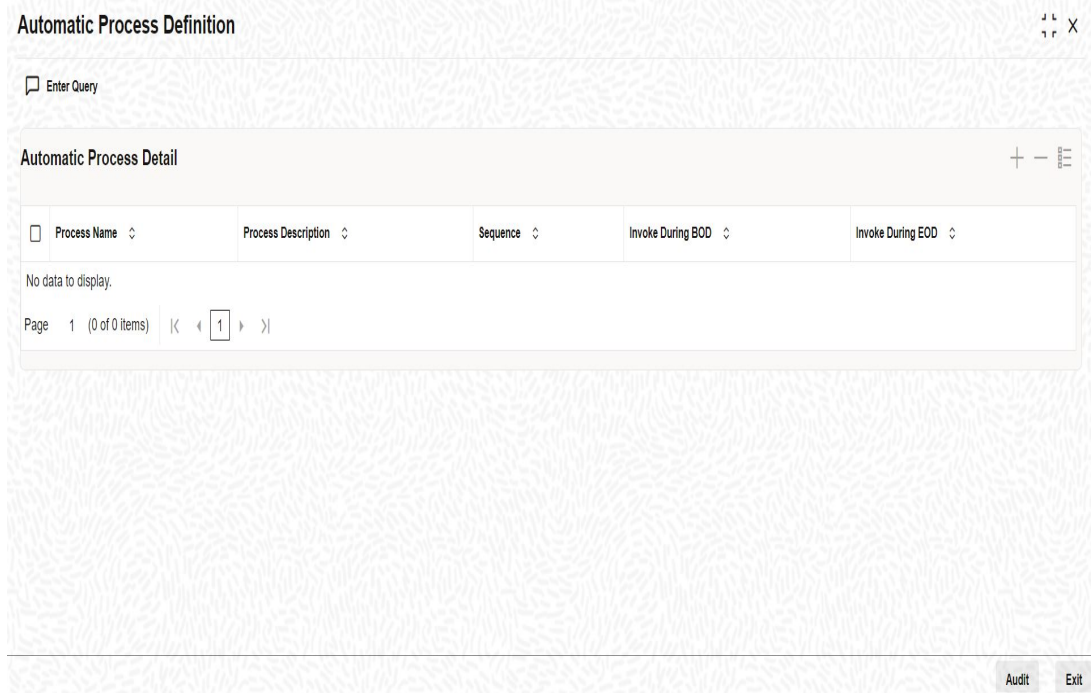 Automatic Process Definition
Enter Query
Automatic Process Detail
Process Name Process Description Sequence Invoke During BOD Invoke During EOD
No data to display.
Page 1 (0 of 0 items) 1
Audit Exit